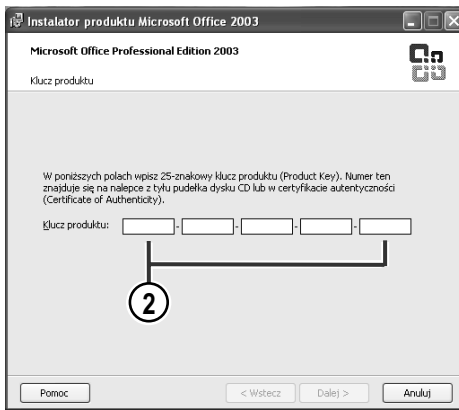 Instalator produktu Microsoft Office 2003
Microsoft Office Professional Edition 2003
Klucz produktu
W poniższych polach wpisz 25-znakowy klucz produktu (Product Key). Numer ten
znajduje się na nalepce z tyłu pudełka dysku CD lub w certyfikacie autentyczności
(Certificate of Authenticity).
Klucz produktu: - - - -
2
Pomoc < Wstecz Dalej > Anuluj